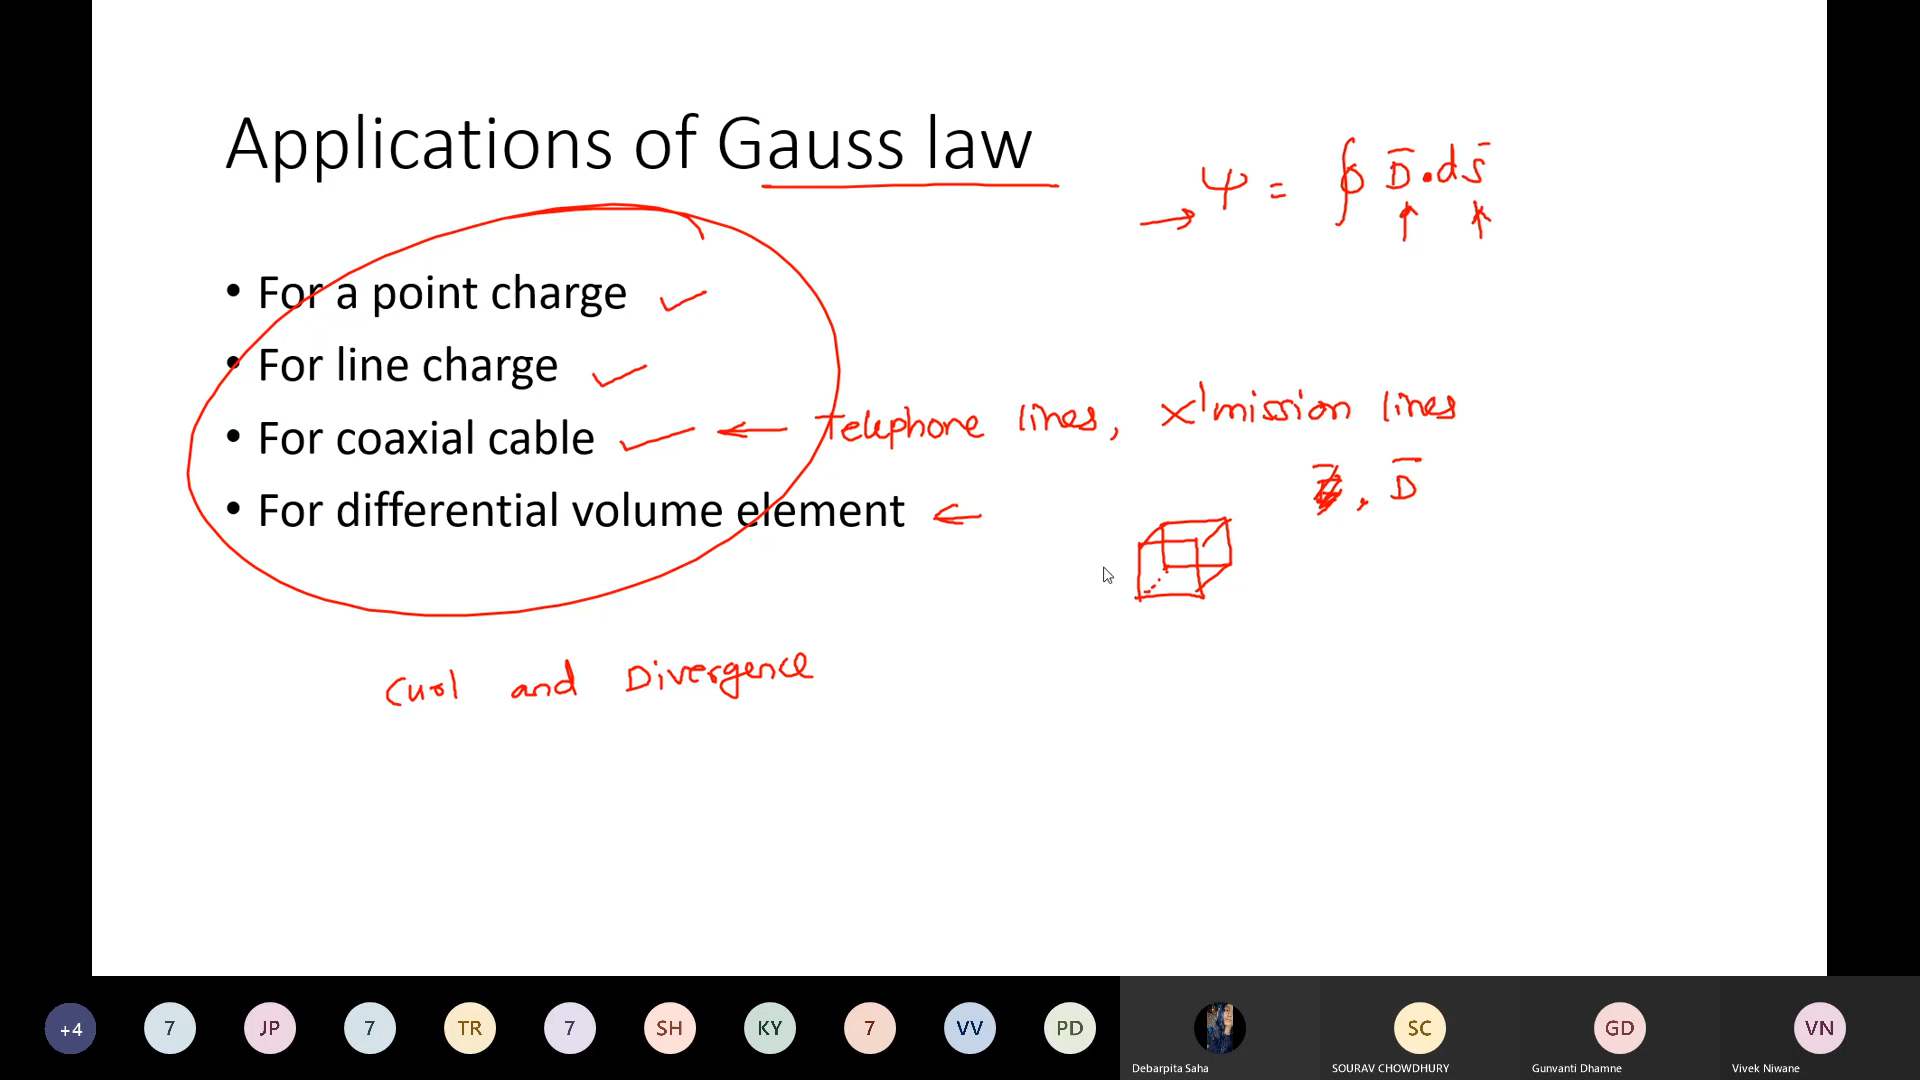 Applications of Gauss law
ψ = ∮ D̅ . dS̅
• For a point charge
• For line charge
• For coaxial cable ← Telephone lines, x'mission lines
, D̅
• For differential volume element ←
Curl and Divergence
+4 7 JP 7 TR 7 SH KY 7 VV PD SC GD VN
Debarpita Saha SOURAV CHOWDHURY Gunvanti Dhamne Vivek Niwane